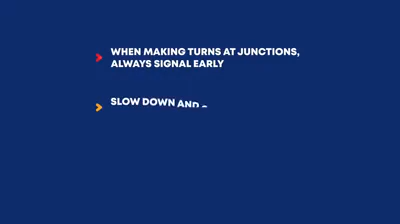 WHEN MAKING TURNS AT JUNCTIONS,
ALWAYS SIGNAL EARLY
SLOW DOWN AND